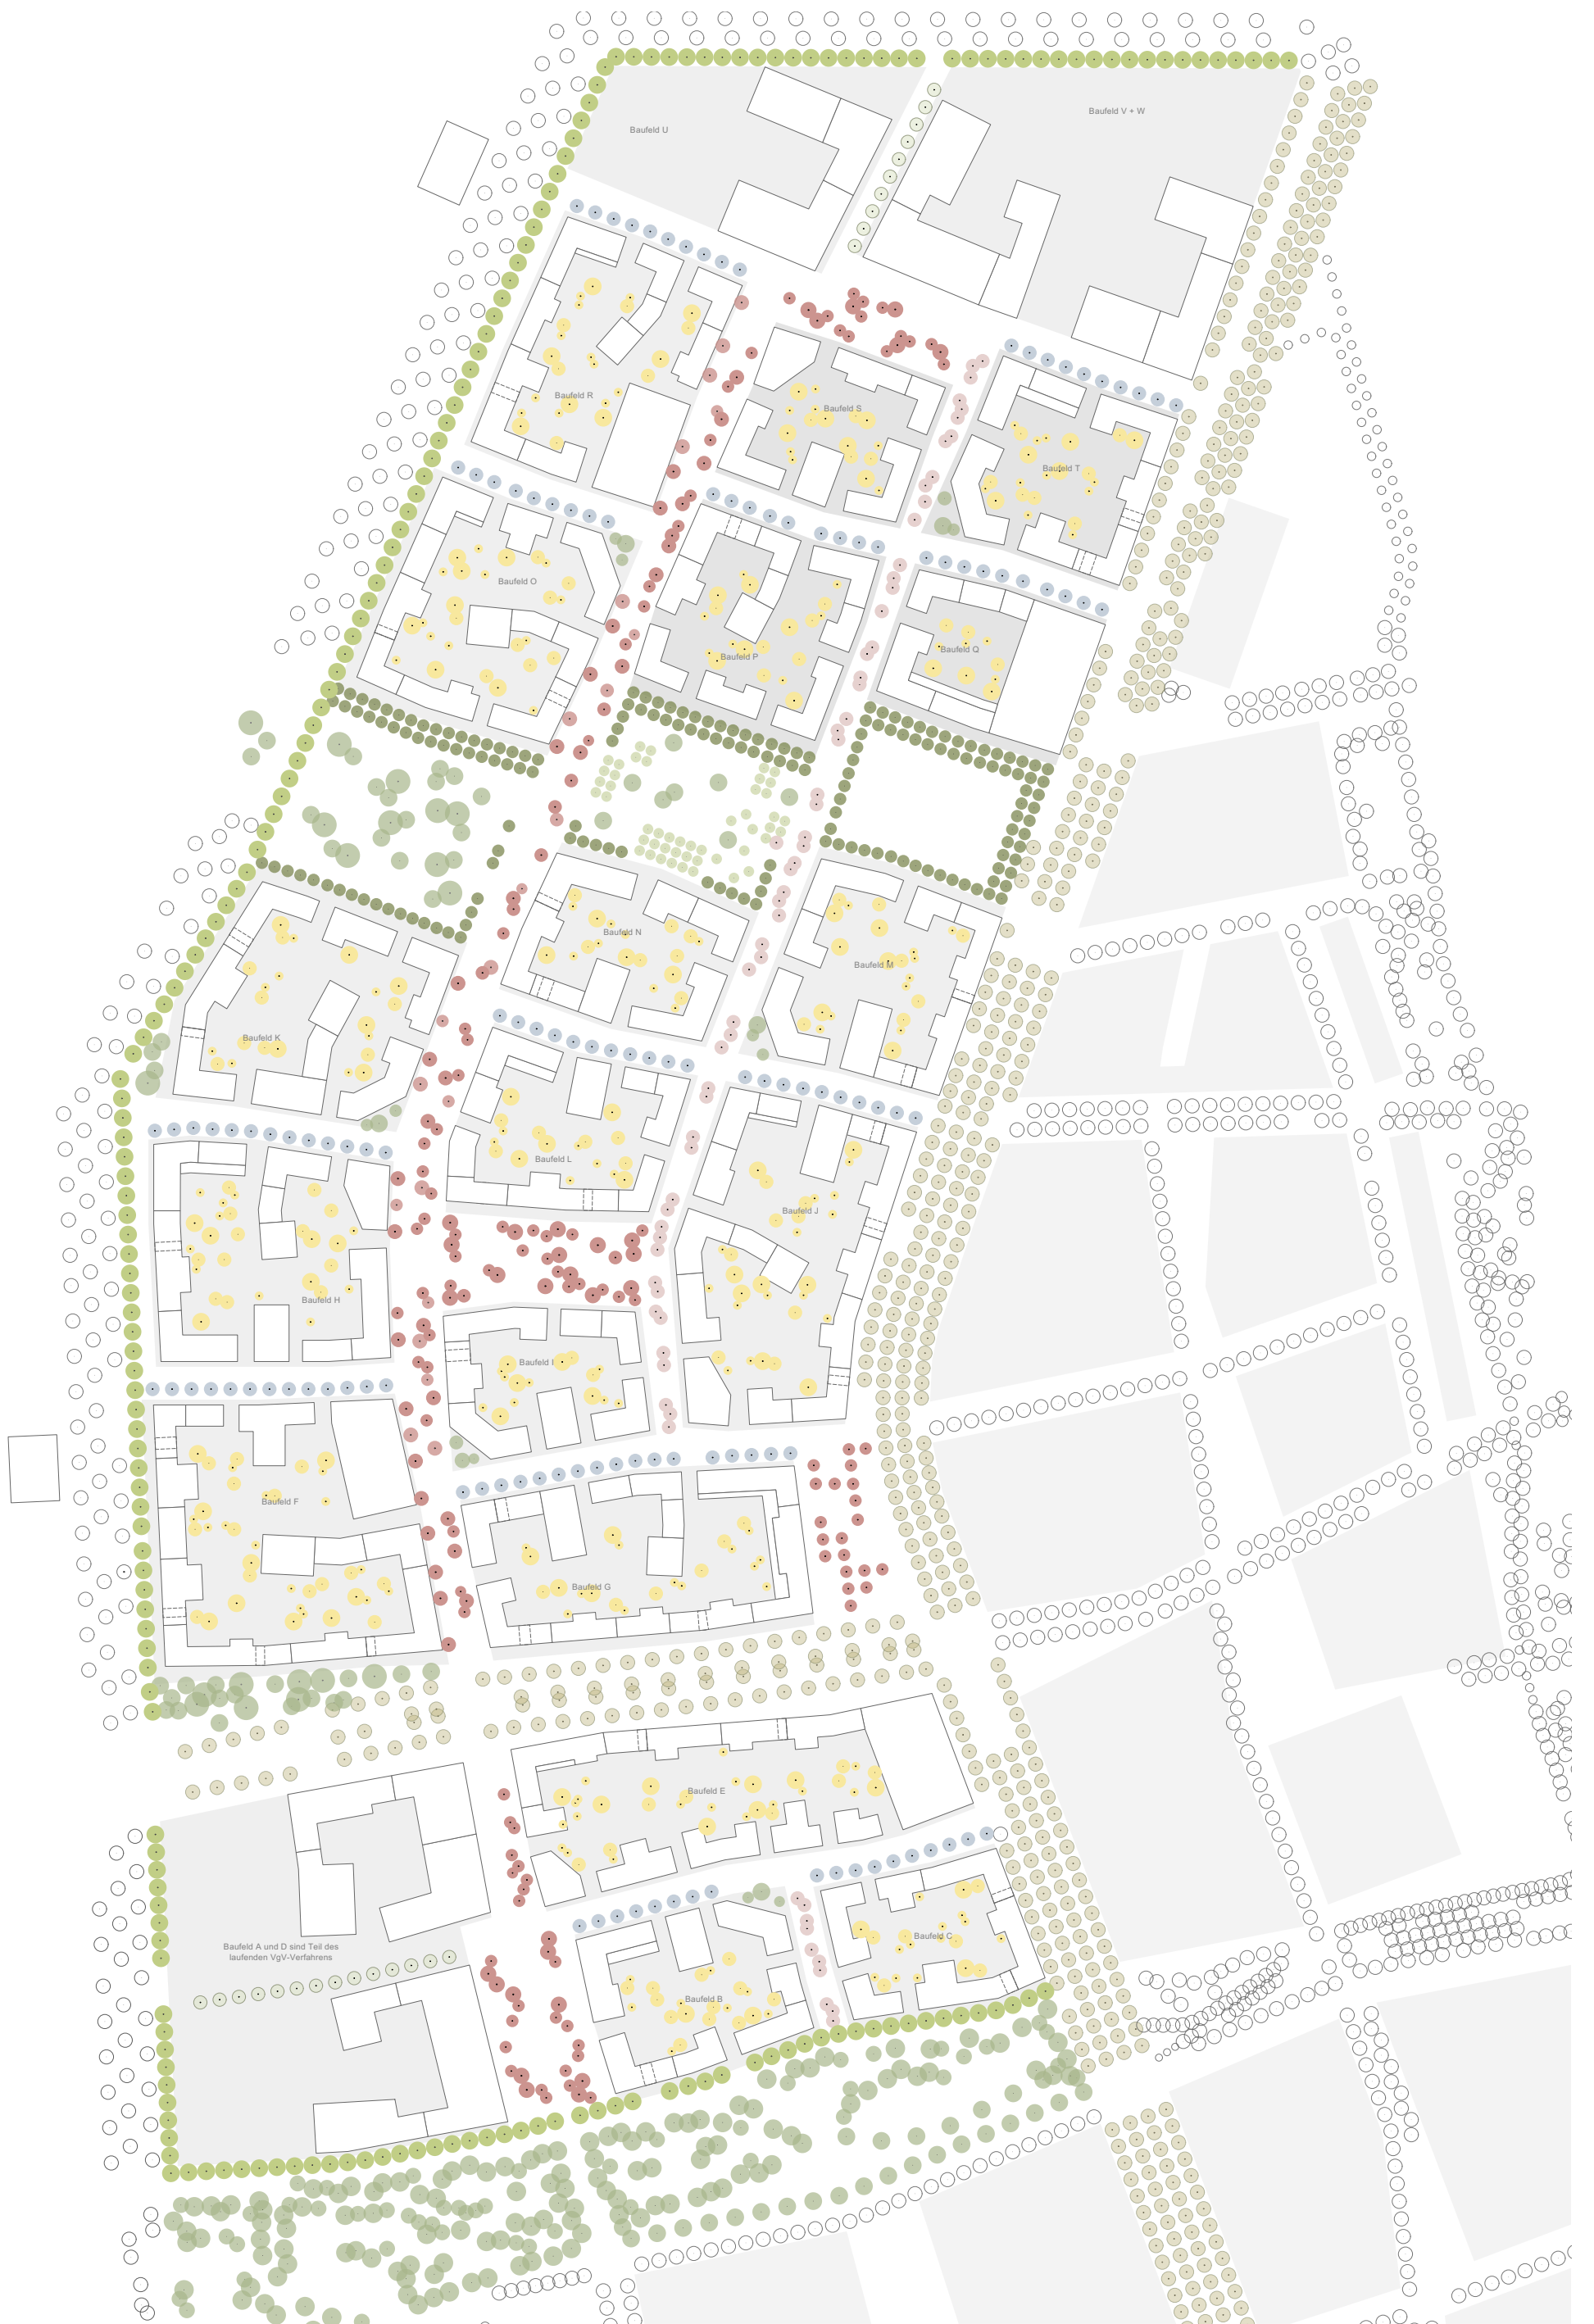 Baufeld U
Baufeld V + W
Baufeld R
Baufeld S
Baufeld T
Baufeld O
Baufeld P
Baufeld Q
Baufeld N
Baufeld M
Baufeld K
Baufeld L
Baufeld J
Baufeld H
Baufeld I
Baufeld F
Baufeld G
Baufeld E
Baufeld A und D sind Teil des
laufenden VgV-Verfahrens
Baufeld C
Baufeld B